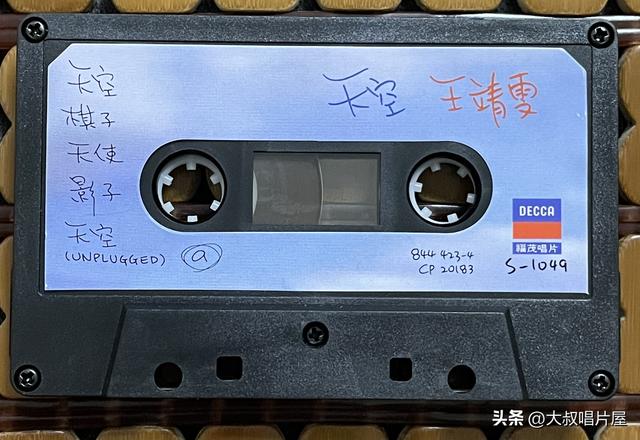 天空
棋子
天使
影子
天空
(UNPLUGGED) a
天空 王靖雯
DECCA
福茂唱片
844 423-4
CP 20183
S-1049
头条 @大叔唱片屋